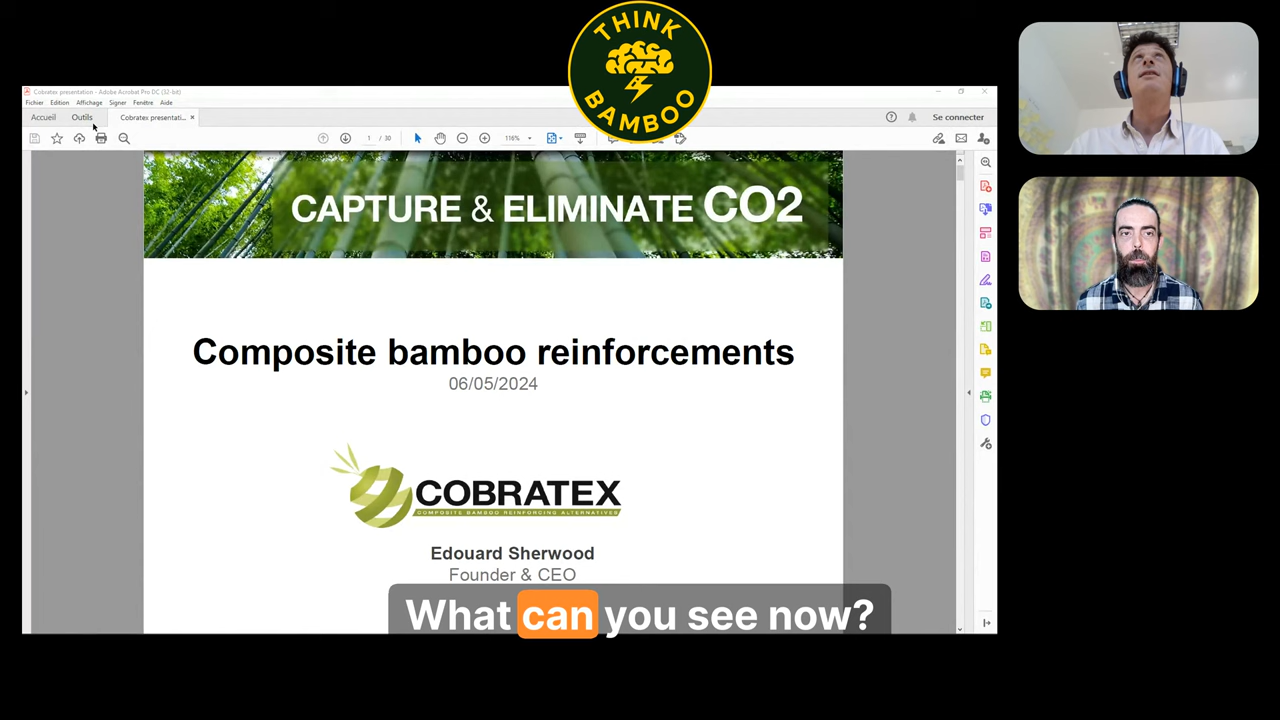 THINK
BAMBOO
Cobratex presentation - Adobe Acrobat Pro DC (32-bit)
Fichier Edition Affichage Signer Fenêtre Aide
Accueil Outils Cobratex presentati... × Se connecter
1 / 30 116%
CAPTURE & ELIMINATE CO2
Composite bamboo reinforcements
06/05/2024
COBRATEX
COMPOSITE BAMBOO REINFORCING ALTERNATIVES
Edouard Sherwood
Founder & CEO
What can you see now?